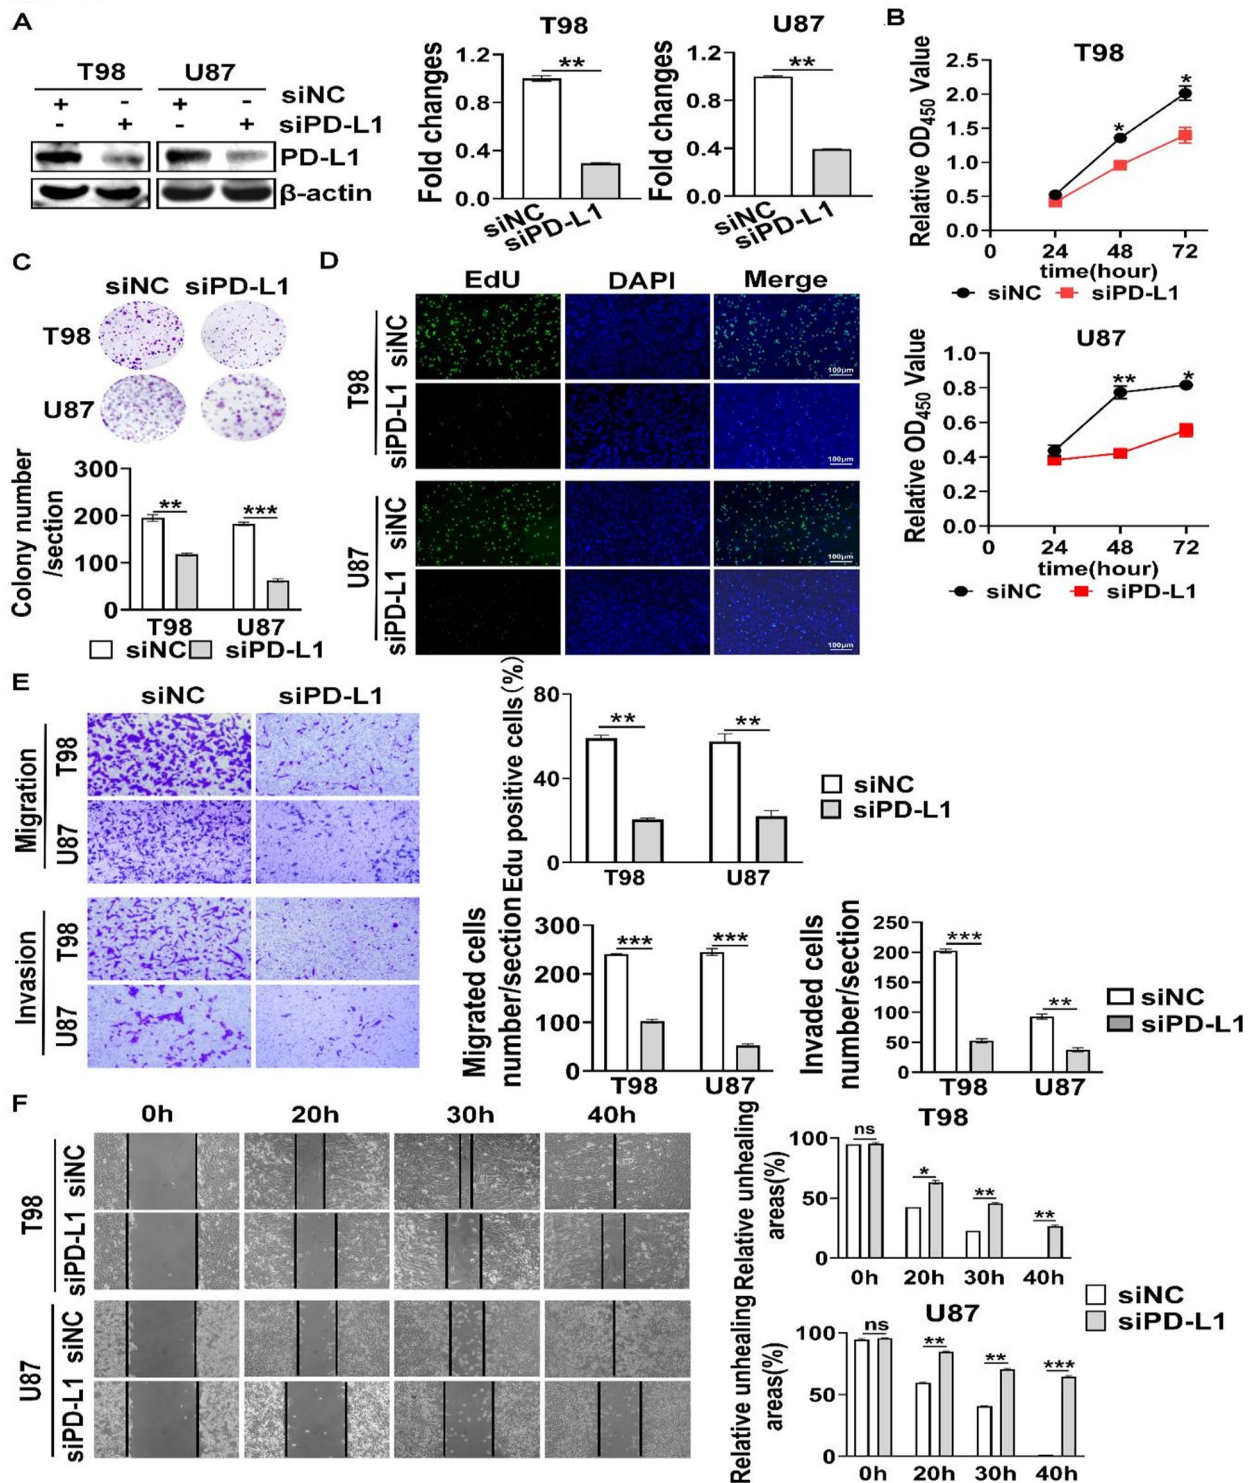 A
T98 U87
+ - + - siNC
- + - + siPD-L1
PD-L1
β-actin
T98
Fold changes
1.2
0.8
0.4
0.0
**
siNC
siPD-L1
U87
Fold changes
1.2
0.8
0.4
0.0
**
siNC
siPD-L1
B
T98
Relative OD450 Value
2.5
2.0
1.5
1.0
0.5
0.0
*
*
0 24 48 72
time(hour)
siNC siPD-L1
U87
Relative OD450 Value
1.0
0.8
0.6
0.4
0.2
0.0
** *
0 24 48 72
time(hour)
siNC siPD-L1
C
siNC siPD-L1
T98
U87
Colony number
/section
300
200
100
0
** ***
T98 U87
siNC siPD-L1
D
EdU DAPI Merge
T98
siNC
100μm
siPD-L1
100μm
U87
siNC
100μm
siPD-L1
100μm
Edu positive cells(%)
80
40
0
** **
T98 U87
siNC
siPD-L1
E
siNC siPD-L1
Migration
T98
U87
Invasion
T98
U87
Migrated cells
number/section
300
200
100
0
*** ***
T98 U87
Invaded cells
number/section
250
200
150
100
50
0
*** **
T98 U87
siNC
siPD-L1
F
0h 20h 30h 40h
T98
siNC
siPD-L1
U87
siNC
siPD-L1
T98
Relative unhealing
areas(%)
100
50
0
ns * ** **
0h 20h 30h 40h
U87
Relative unhealing
areas(%)
100
50
0
ns ** ** ***
0h 20h 30h 40h
siNC
siPD-L1